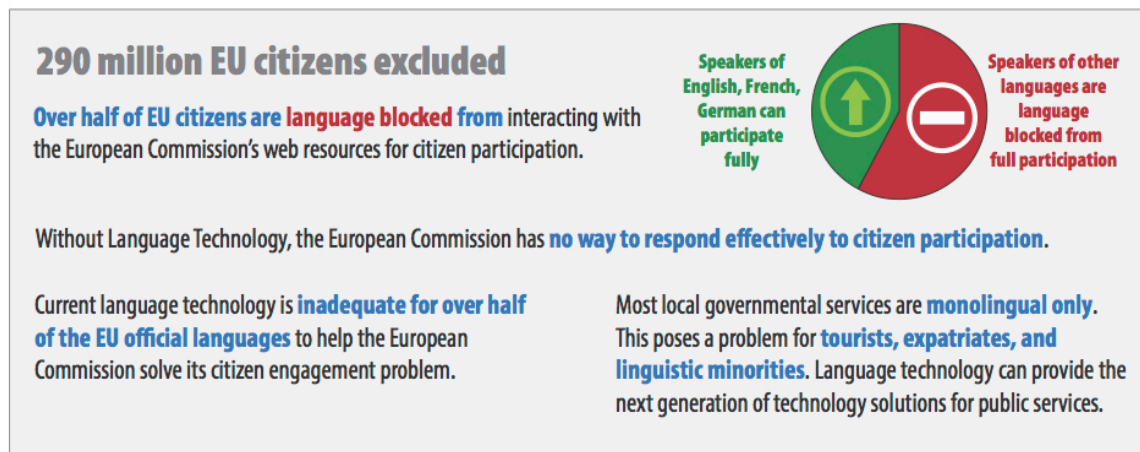 290 million EU citizens excluded
Over half of EU citizens are language blocked from interacting with
the European Commission's web resources for citizen participation.
Speakers of
English, French,
German can
participate
fully
Speakers of other
languages are
language
blocked from
full participation
Without Language Technology, the European Commission has no way to respond effectively to citizen participation.
Current language technology is inadequate for over half
of the EU official languages to help the European
Commission solve its citizen engagement problem.
Most local governmental services are monolingual only.
This poses a problem for tourists, expatriates, and
linguistic minorities. Language technology can provide the
next generation of technology solutions for public services.